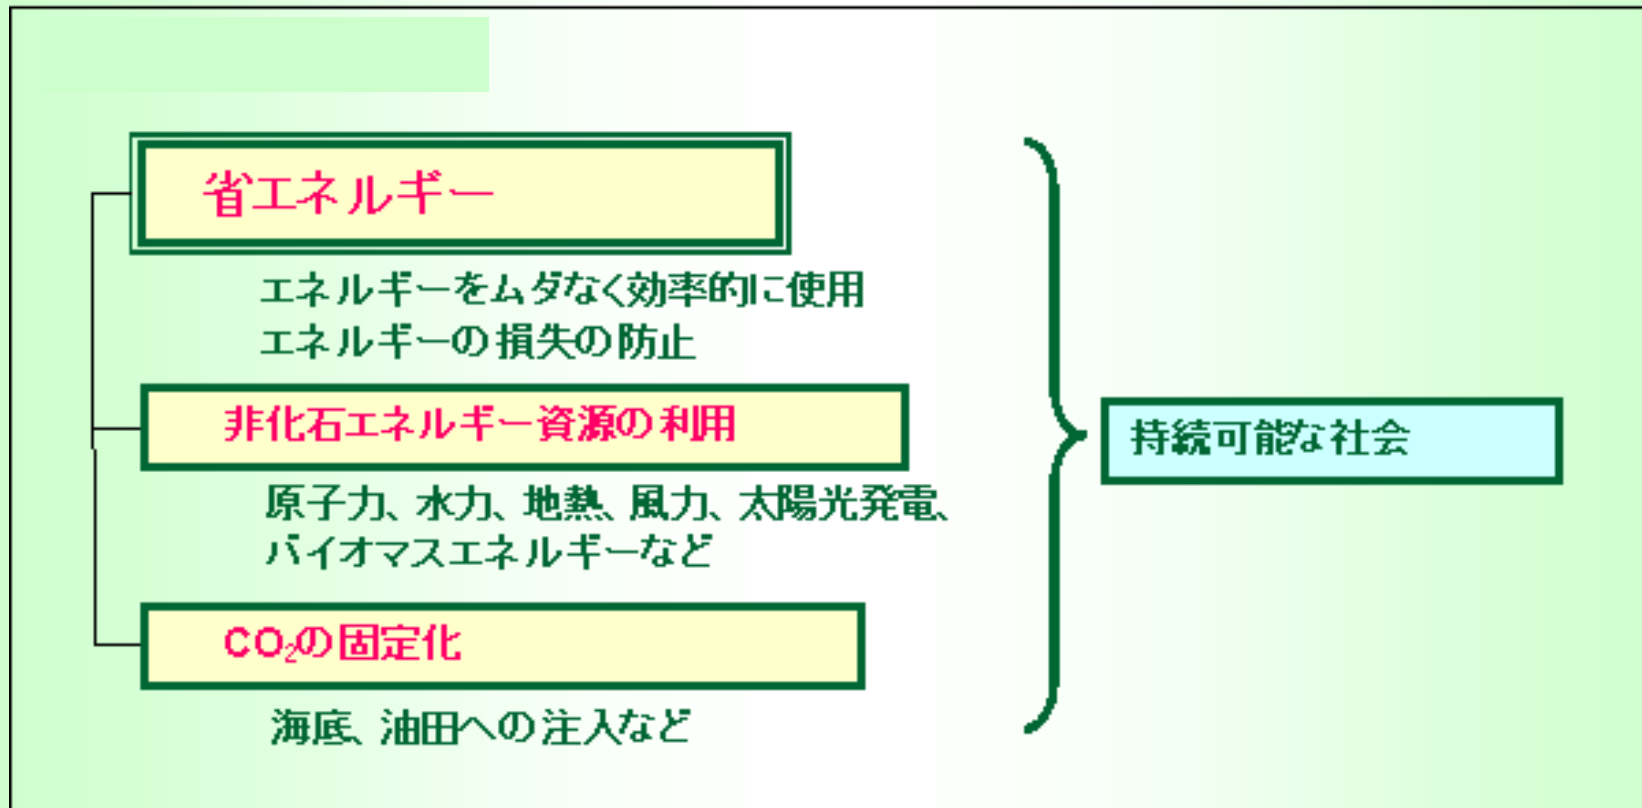 省エネルギー
エネルギーをムダなく効率的に使用
エネルギーの損失の防止
非化石エネルギー資源の利用
原子力、水力、地熱、風力、太陽光発電、
バイオマスエネルギーなど
CO₂の固定化
海底、油田への注入など
持続可能な社会